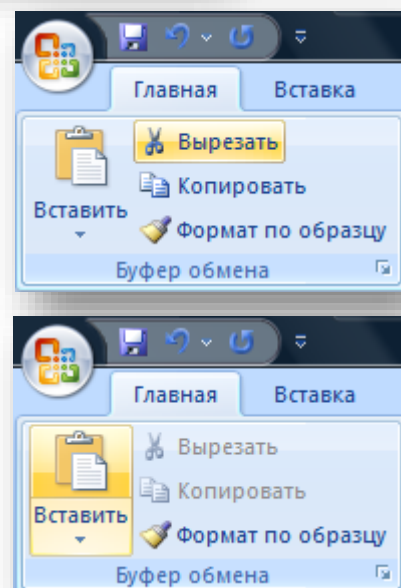 Главная Вставка
Вырезать
Копировать
Вставить
Формат по образцу
Буфер обмена
Главная Вставка
Вырезать
Копировать
Вставить
Формат по образцу
Буфер обмена